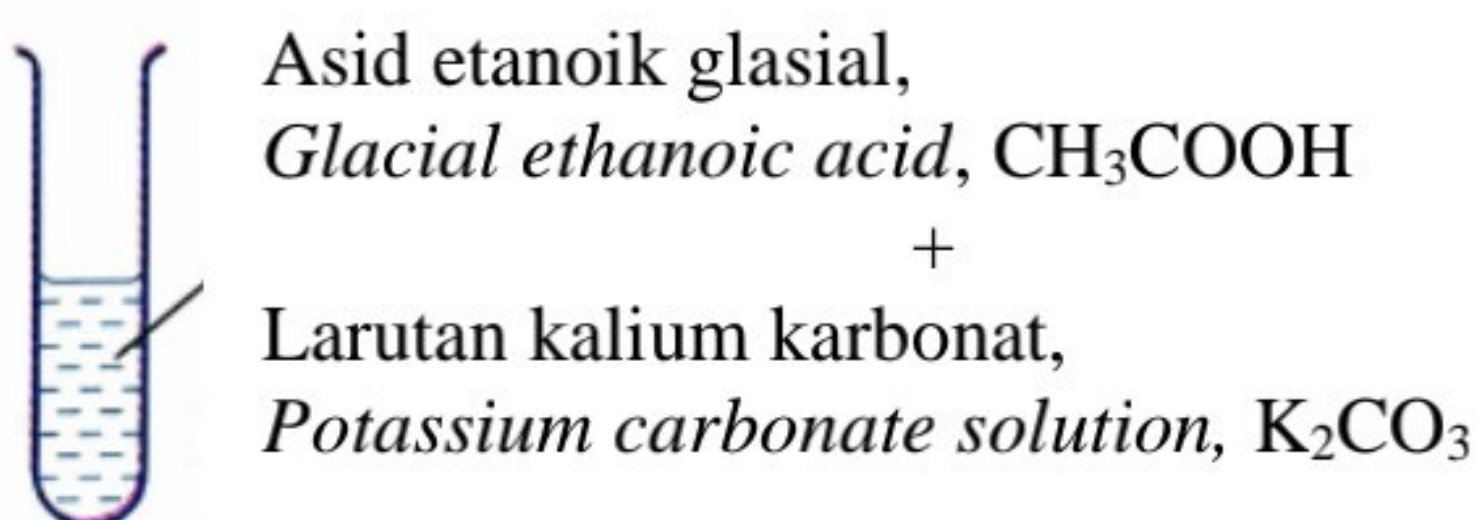 Asid etanoik glasial,
Glacial ethanoic acid, CH₃COOH
+
Larutan kalium karbonat,
Potassium carbonate solution, K₂CO₃